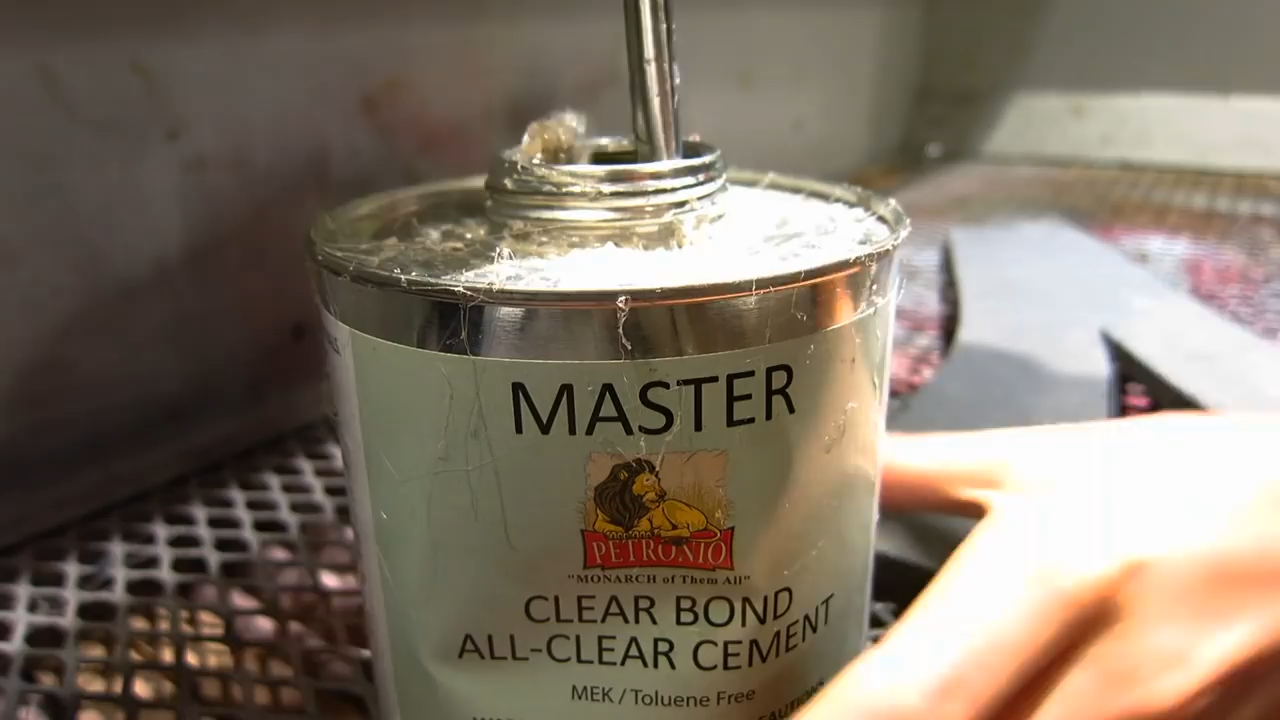 MASTER
PETRONIO
"MONARCH of Them All"
CLEAR BOND
ALL-CLEAR CEMENT
MEK / Toluene Free